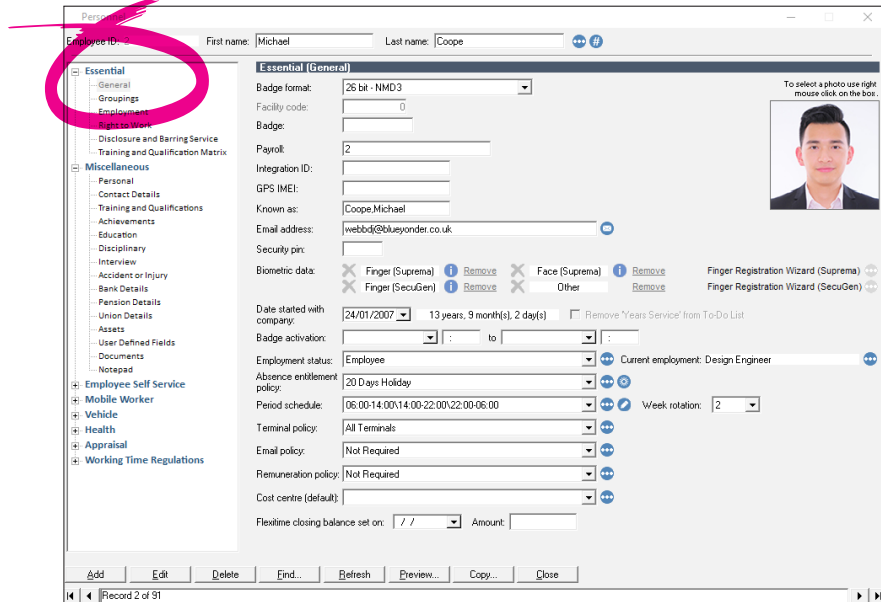 Personnel
Employee ID: 2 First name: Michael Last name: Coope
Essential
General
Groupings
Employment
Right to Work
Disclosure and Barring Service
Training and Qualification Matrix
Miscellaneous
Personal
Contact Details
Training and Qualifications
Achievements
Education
Disciplinary
Interview
Accident or Injury
Bank Details
Pension Details
Union Details
Assets
User Defined Fields
Documents
Notepad
Employee Self Service
Mobile Worker
Vehicle
Health
Appraisal
Working Time Regulations
Essential (General)
Badge format: 26 bit - NMD3
To select a photo use right
mouse click on the box.
Facility code: 0
Badge:
Payroll: 2
Integration ID:
GPS IMEI:
Known as: Coope,Michael
Email address: webbdj@blueyonder.co.uk
Security pin:
Biometric data: Finger (Suprema) Remove Face (Suprema) Remove Finger Registration Wizard (Suprema)
Finger (SecuGen) Remove Other Remove Finger Registration Wizard (SecuGen)
Date started with
company: 24/01/2007 13 years, 9 month(s), 2 day(s) Remove 'Years Service' from To-Do List
Badge activation: : to :
Employment status: Employee Current employment: Design Engineer
Absence entitlement
policy: 20 Days Holiday
Period schedule: 06:00-14:00\14:00-22:00\22:00-06:00 Week rotation: 2
Terminal policy: All Terminals
Email policy: Not Required
Remuneration policy: Not Required
Cost centre (default):
Flexitime closing balance set on: / / Amount:
Add Edit Delete Find... Refresh Preview... Copy... Close
Record 2 of 91